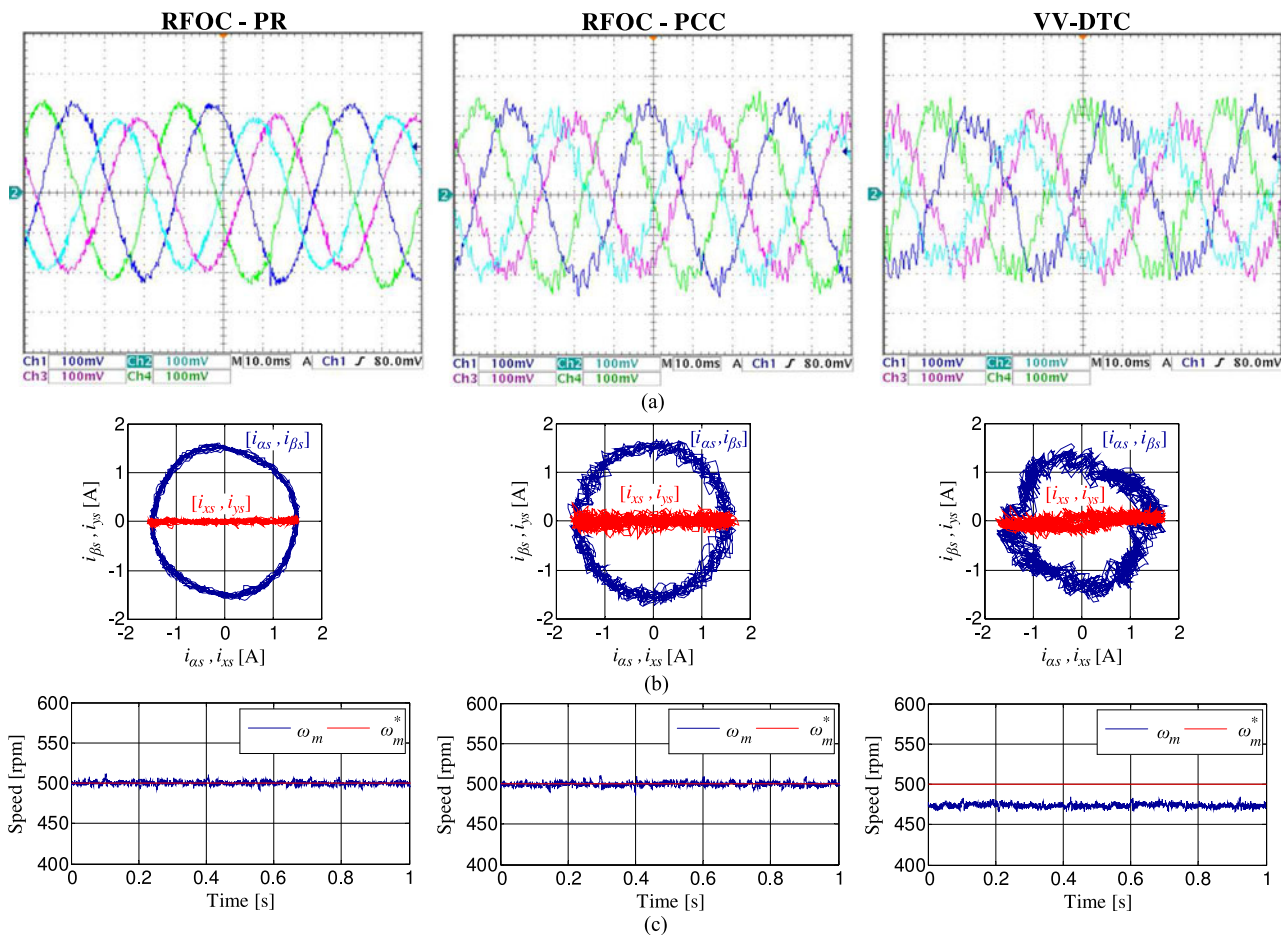 RFOC - PR
RFOC - PCC
VV-DTC
2
2
2
Ch1 100mV Ch2 100mV M 10.0ms A Ch1 ƒ 80.0mV
Ch3 100mV Ch4 100mV
Ch1 100mV Ch2 100mV M 10.0ms A Ch1 ƒ 80.0mV
Ch3 100mV Ch4 100mV
Ch1 100mV Ch2 100mV M 10.0ms A Ch1 ƒ 80.0mV
Ch3 100mV Ch4 100mV
(a)
iβs , iys [A]
2
1
0
-1
-2
[iαs , iβs]
[ixs , iys]
-2 -1 0 1 2
iαs , ixs [A]
iβs , iys [A]
2
1
0
-1
-2
[iαs , iβs]
[ixs , iys]
-2 -1 0 1 2
iαs , ixs [A]
iβs , iys [A]
2
1
0
-1
-2
[iαs , iβs]
[ixs , iys]
-2 -1 0 1 2
iαs , ixs [A]
(b)
Speed [rpm]
600
550
500
450
400
ωm ωm*
0 0.2 0.4 0.6 0.8 1
Time [s]
Speed [rpm]
600
550
500
450
400
ωm ωm*
0 0.2 0.4 0.6 0.8 1
Time [s]
Speed [rpm]
600
550
500
450
400
ωm ωm*
0 0.2 0.4 0.6 0.8 1
Time [s]
(c)